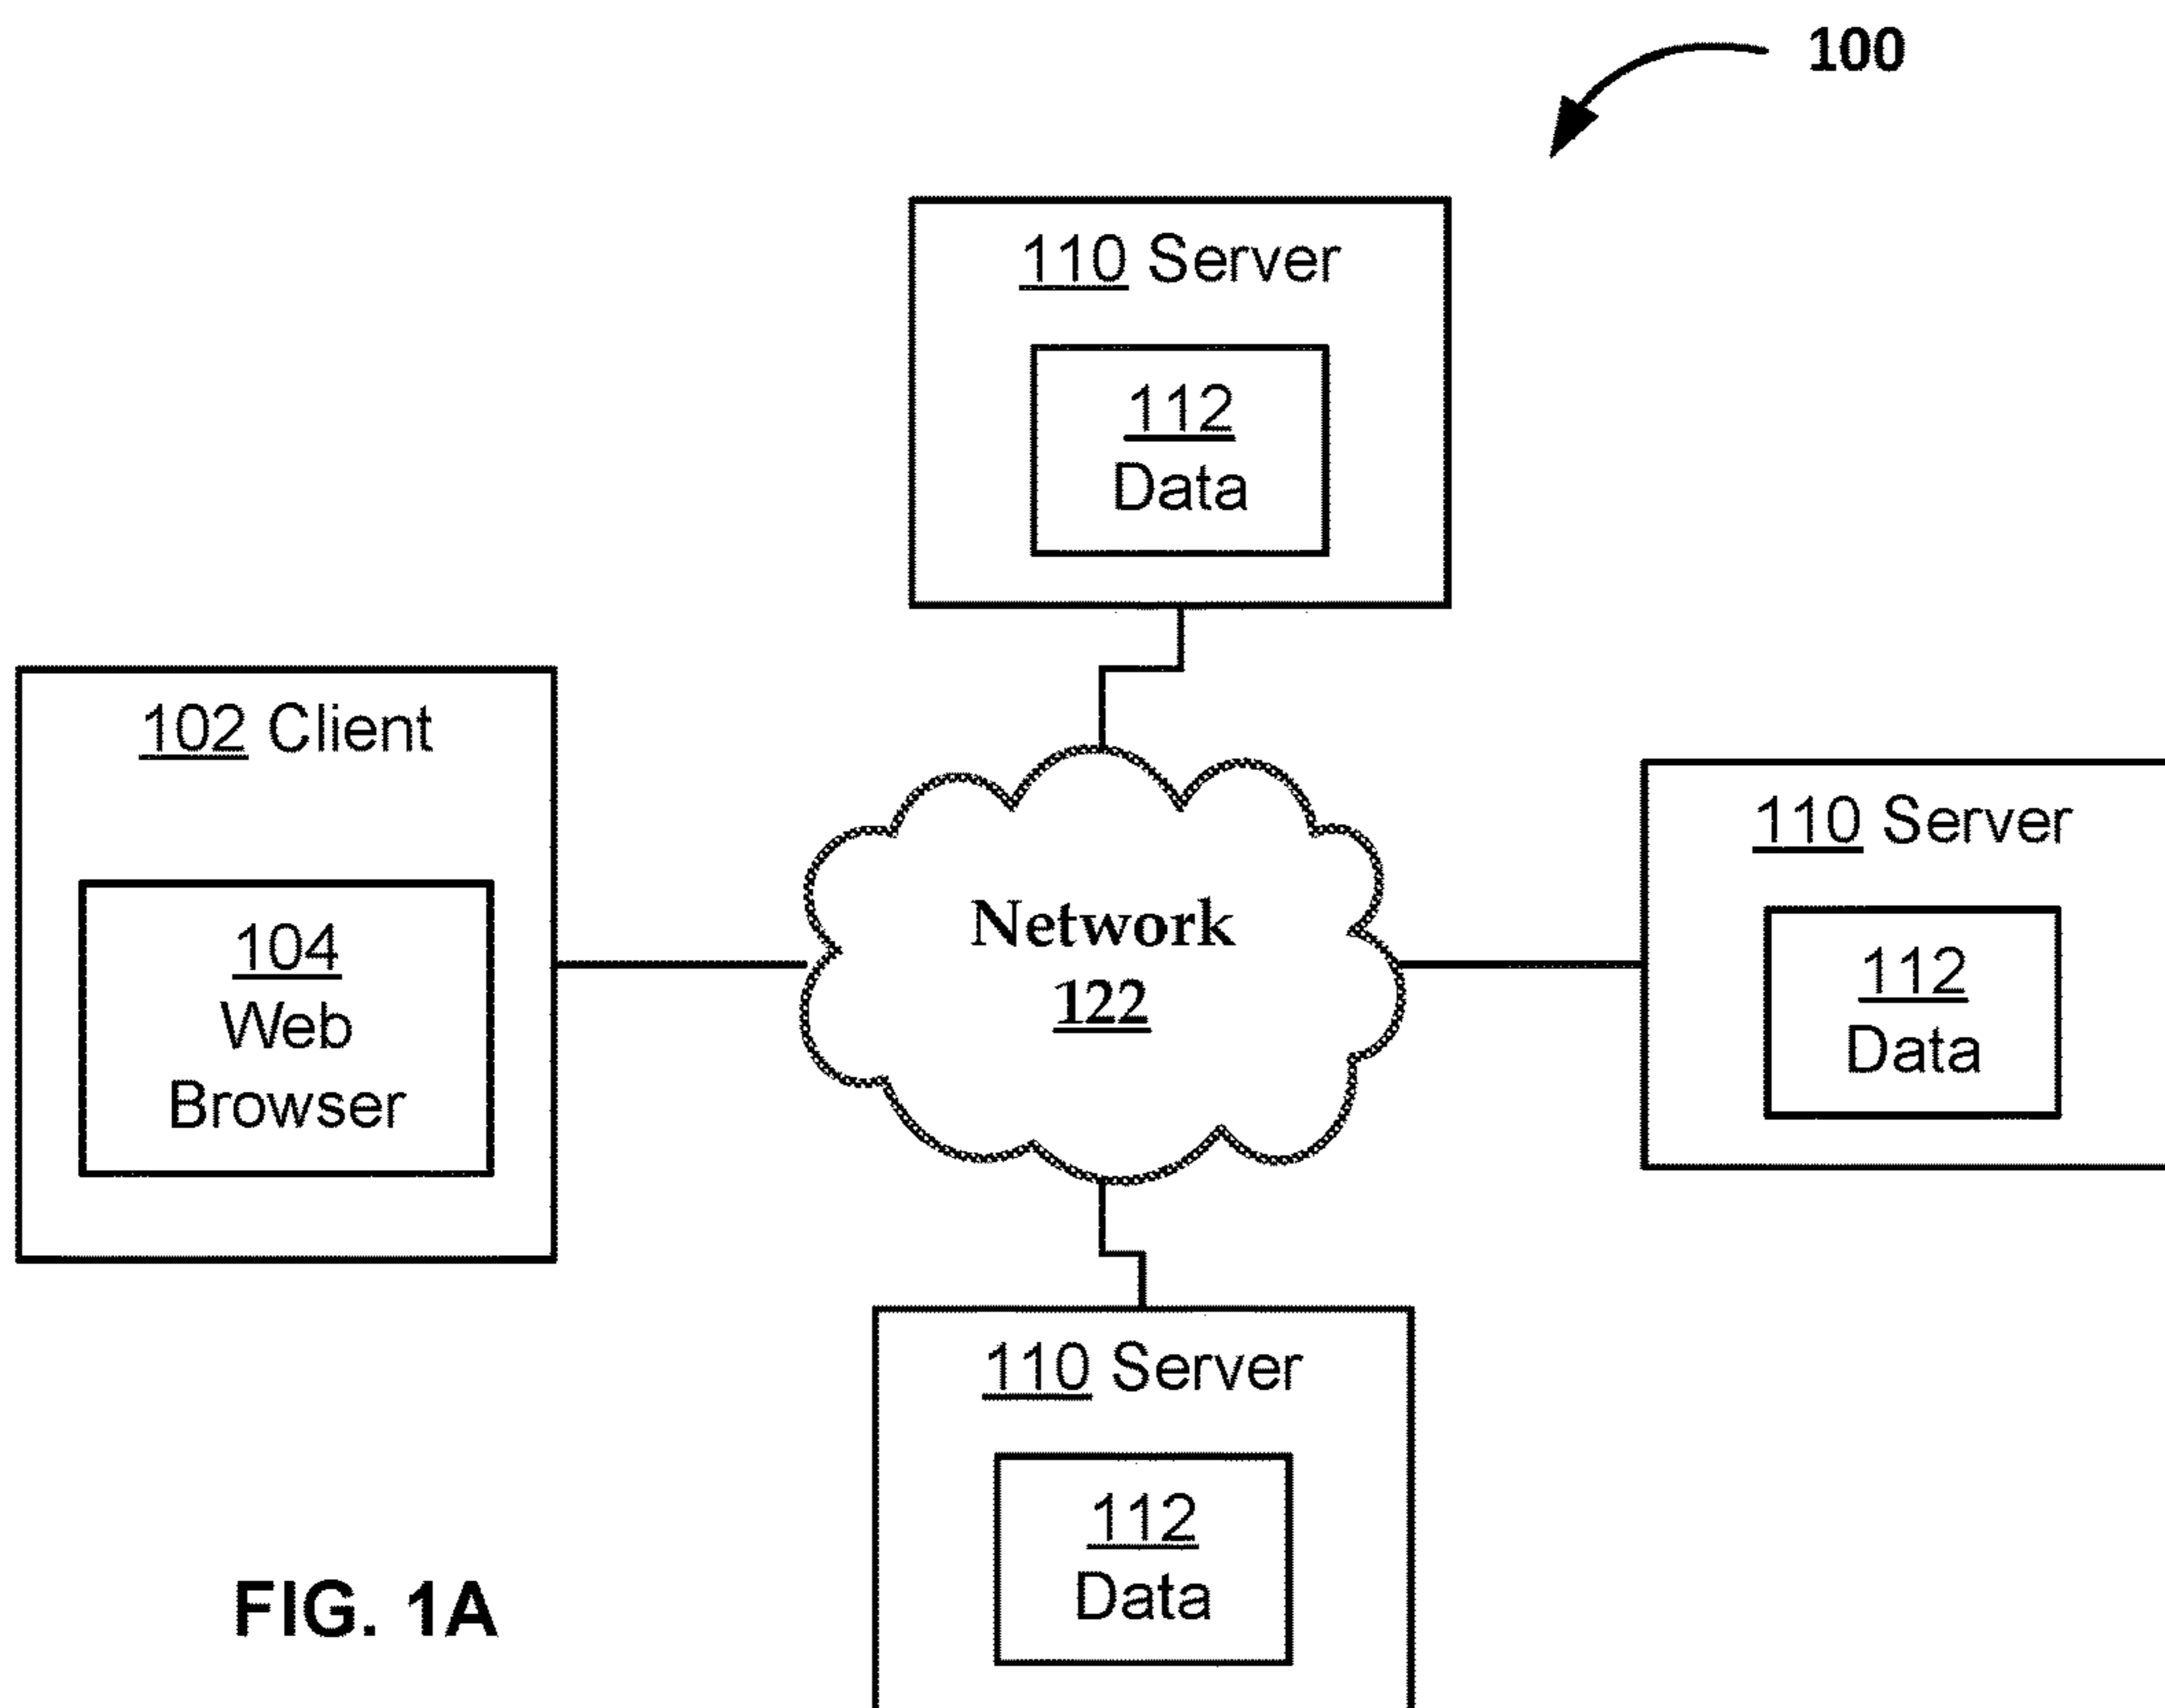 100
110 Server
112
Data
102 Client
104
Web
Browser
Network
122
110 Server
112
Data
110 Server
112
Data
FIG. 1A